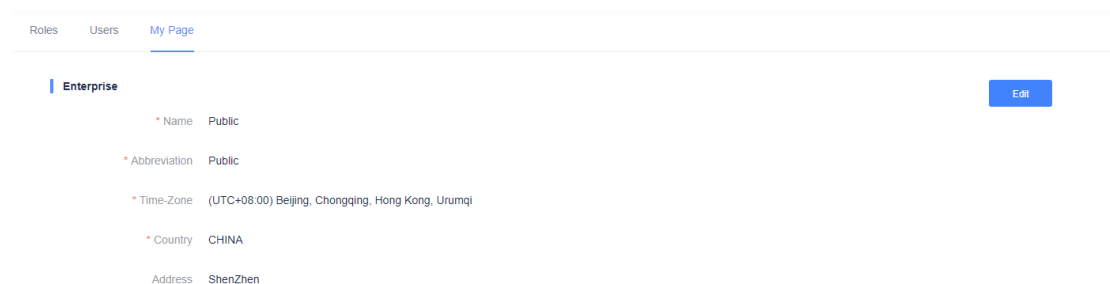 Roles Users My Page
Enterprise Edit
* Name Public
* Abbreviation Public
* Time-Zone (UTC+08:00) Beijing, Chongqing, Hong Kong, Urumqi
* Country CHINA
Address ShenZhen